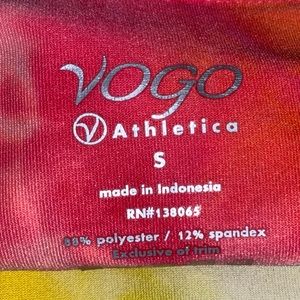 VOGO
Athletica
S
made in Indonesia
RN#138065
88% polyester / 12% spandex
Exclusive of trim